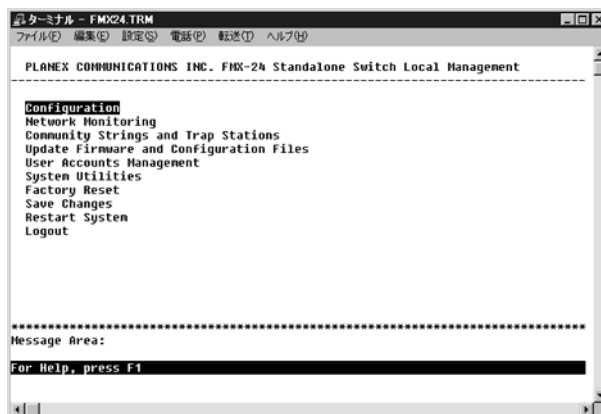 ターミナル - FMX24.TRM
ファイル(F) 編集(E) 設定(S) 電話(P) 転送(T) ヘルプ(H)
PLANEX COMMUNICATIONS INC. FMX-24 Standalone Switch Local Management
--------------------------------------------------------------------------------
Configuration
Network Monitoring
Community Strings and Trap Stations
Update Firmware and Configuration Files
User Accounts Management
System Utilities
Factory Reset
Save Changes
Restart System
Logout
********************************************************************************
Message Area:
For Help, press F1